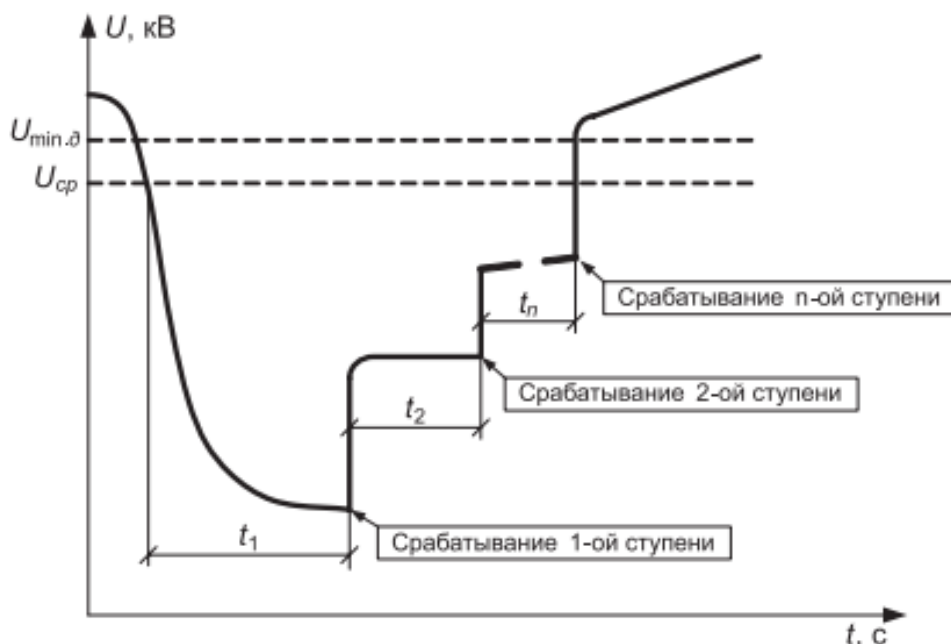 U, кВ
Umin.д
Uср
tn
Срабатывание n-ой ступени
t2
Срабатывание 2-ой ступени
t1
Срабатывание 1-ой ступени
t, с